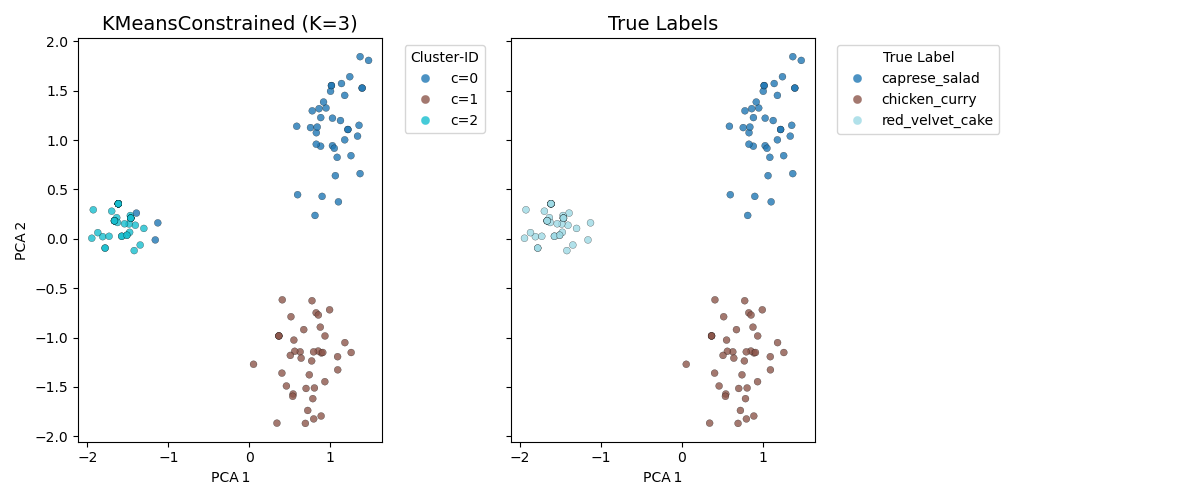 KMeansConstrained (K=3)
True Labels
2.0
1.5
1.0
0.5
0.0
−0.5
−1.0
−1.5
−2.0
PCA 2
−2
−1
0
1
PCA 1
Cluster-ID
c=0
c=1
c=2
−2
−1
0
1
PCA 1
True Label
caprese_salad
chicken_curry
red_velvet_cake